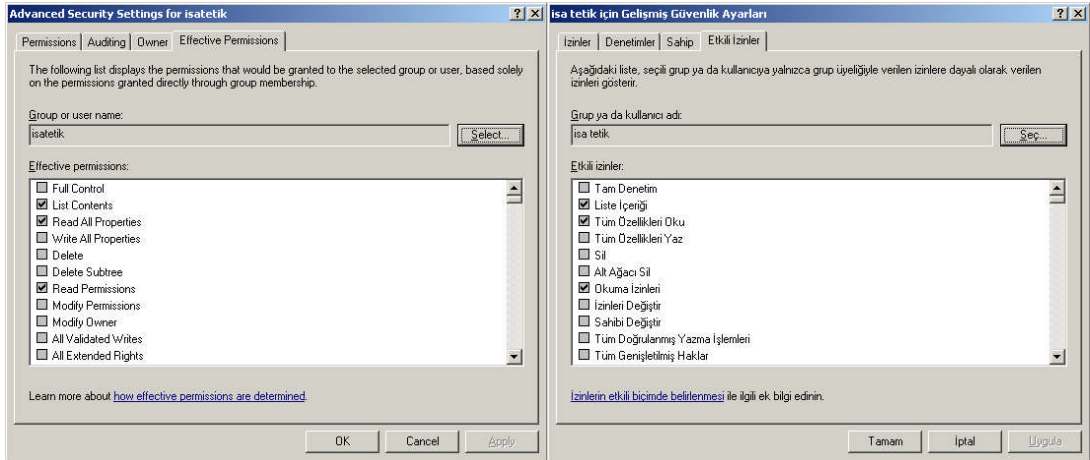 Advanced Security Settings for isatetik
Permissions Auditing Owner Effective Permissions
The following list displays the permissions that would be granted to the selected group or user, based solely
on the permissions granted directly through group membership.
Group or user name:
isatetik
Select...
Effective permissions:
Full Control
List Contents
Read All Properties
Write All Properties
Delete
Delete Subtree
Read Permissions
Modify Permissions
Modify Owner
All Validated Writes
All Extended Rights
Learn more about how effective permissions are determined.
OK Cancel Apply
isa tetik için Gelişmiş Güvenlik Ayarları
İzinler Denetimler Sahip Etkili İzinler
Aşağıdaki liste, seçili grup ya da kullanıcıya yalnızca grup üyeliğiyle verilen izinlere dayalı olarak verilen
izinleri gösterir.
Grup ya da kullanıcı adı:
isa tetik
Seç...
Etkili izinler:
Tam Denetim
Liste İçeriği
Tüm Özellikleri Oku
Tüm Özellikleri Yaz
Sil
Alt Ağacı Sil
Okuma İzinleri
İzinleri Değiştir
Sahibi Değiştir
Tüm Doğrulanmış Yazma İşlemleri
Tüm Genişletilmiş Haklar
İzinlerin etkili biçimde belirlenmesi ile ilgili ek bilgi edinin.
Tamam İptal Uygula